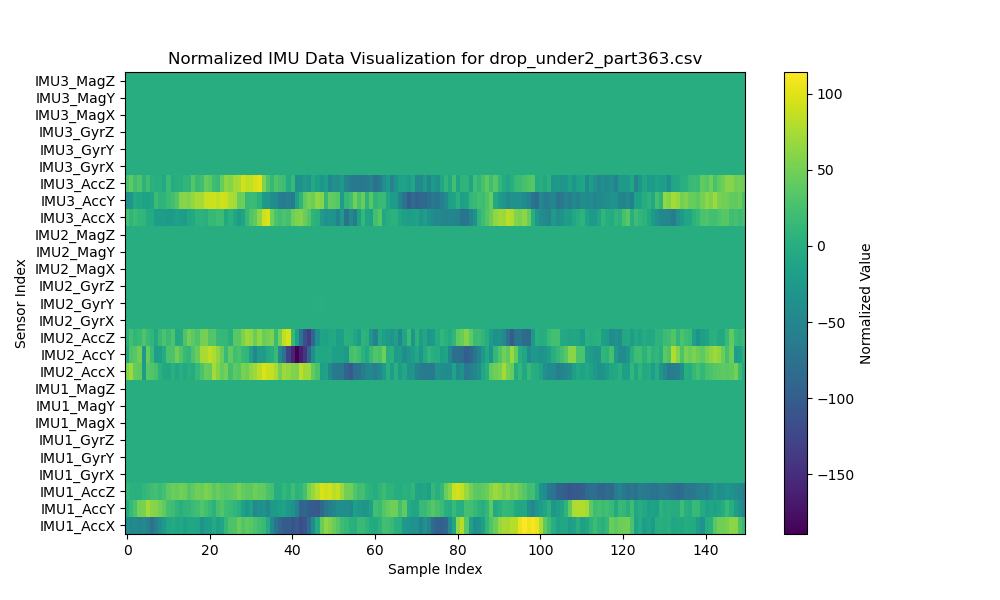 Normalized IMU Data Visualization for drop_under2_part363.csv
IMU3_MagZ
IMU3_MagY
IMU3_MagX
IMU3_GyrZ
IMU3_GyrY
IMU3_GyrX
IMU3_AccZ
IMU3_AccY
IMU3_AccX
IMU2_MagZ
IMU2_MagY
IMU2_MagX
IMU2_GyrZ
IMU2_GyrY
IMU2_GyrX
IMU2_AccZ
IMU2_AccY
IMU2_AccX
IMU1_MagZ
IMU1_MagY
IMU1_MagX
IMU1_GyrZ
IMU1_GyrY
IMU1_GyrX
IMU1_AccZ
IMU1_AccY
IMU1_AccX
Sensor Index
0 20 40 60 80 100 120 140
Sample Index
100
50
0
−50
−100
−150
Normalized Value